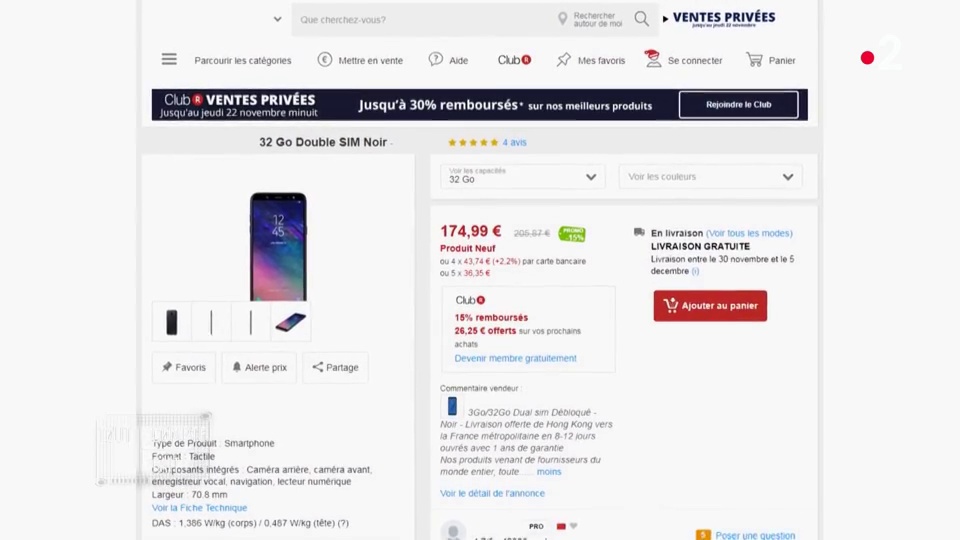 Que cherchez-vous?
Rechercher
autour de moi
VENTES PRIVÉES
jusqu'au jeudi 22 novembre
Parcourir les catégories
Mettre en vente
Aide
Club R
Mes favoris
Se connecter
Panier
2
Club R VENTES PRIVÉES
Jusqu'au jeudi 22 novembre minuit
Jusqu'à 30% remboursés* sur nos meilleurs produits
Rejoindre le Club
32 Go Double SIM Noir -
4 avis
Voir les capacités
32 Go
Voir les couleurs
12
45
174,99 €
205,87 €
PROMO
-15%
Produit Neuf
ou 4 x 43,74 € (+2,2%) par carte bancaire
ou 5 x 36,35 €
En livraison (Voir tous les modes)
LIVRAISON GRATUITE
Livraison entre le 30 novembre et le 5
decembre (i)
Ajouter au panier
Club R
15% remboursés
26,25 € offerts sur vos prochains
achats
Devenir membre gratuitement
Favoris
Alerte prix
Partage
Commentaire vendeur :
3Go/32Go Dual sim Débloqué -
Noir - Livraison offerte de Hong Kong vers
la France métropolitaine en 8-12 jours
ouvrés avec 1 ans de garantie
Nos produits venant de fournisseurs du
monde entier, toute ... moins
Voir le détail de l'annonce
Type de Produit : Smartphone
Format : Tactile
Composants intégrés : Caméra arrière, caméra avant,
enregistreur vocal, navigation, lecteur numérique
Largeur : 70.8 mm
Voir la Fiche Technique
DAS : 1,386 W/kg (corps) / 0,487 W/kg (tête) (?)
PRO
Poser une question